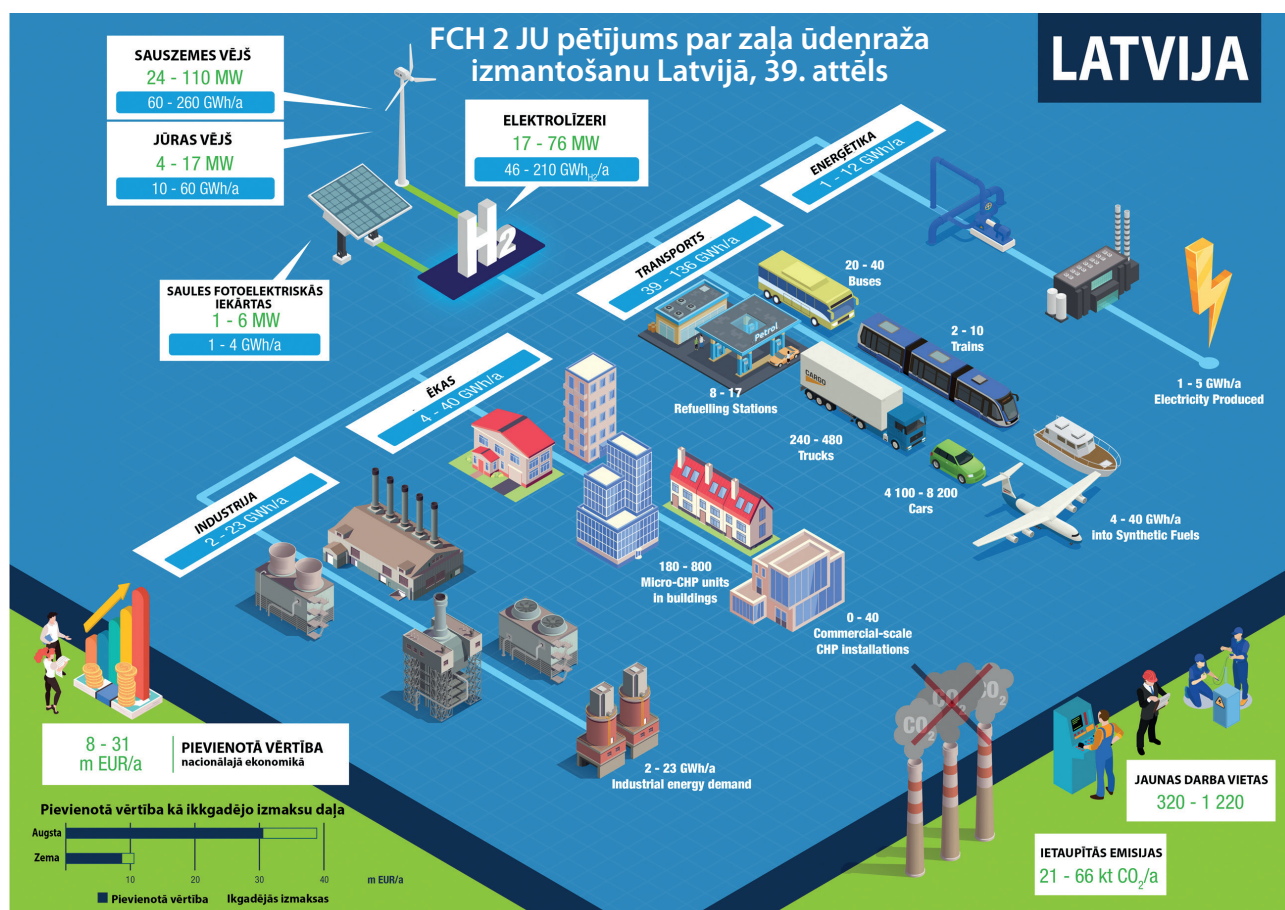 FCH 2 JU pētījums par zaļa ūdeņraža
izmantošanu Latvijā, 39. attēls
LATVIJA
SAUSZEMES VĒJŠ
24 - 110 MW
60 - 260 GWh/a
JŪRAS VĒJŠ
4 - 17 MW
10 - 60 GWh/a
ELEKTROLĪZERI
17 - 76 MW
46 - 210 GWhH2/a
H2
SAULES FOTOELEKTRISKĀS
IEKĀRTAS
1 - 6 MW
1 - 4 GWh/a
ENERĢĒTIKA
1 - 12 GWh/a
TRANSPORTS
39 - 136 GWh/a
ĒKAS
4 - 40 GWh/a
INDUSTRIJA
2 - 23 GWh/a
20 - 40
Buses
Petrol
2 - 10
Trains
CARGO
8 - 17
Refuelling Stations
1 - 5 GWh/a
Electricity Produced
240 - 480
Trucks
4 100 - 8 200
Cars
4 - 40 GWh/a
into Synthetic Fuels
180 - 800
Micro-CHP units
in buildings
0 - 40
Commercial-scale
CHP installations
2 - 23 GWh/a
Industrial energy demand
CO2
CO2
CO2
8 - 31
m EUR/a
PIEVIENOTĀ VĒRTĪBA
nacionālajā ekonomikā
Pievienotā vērtība kā ikkgadējo izmaksu daļa
Augsta
Zema
10 20 30 40 m EUR/a
Pievienotā vērtība Ikgadējās izmaksas
JAUNAS DARBA VIETAS
320 - 1 220
IETAUPĪTĀS EMISIJAS
21 - 66 kt CO2/a